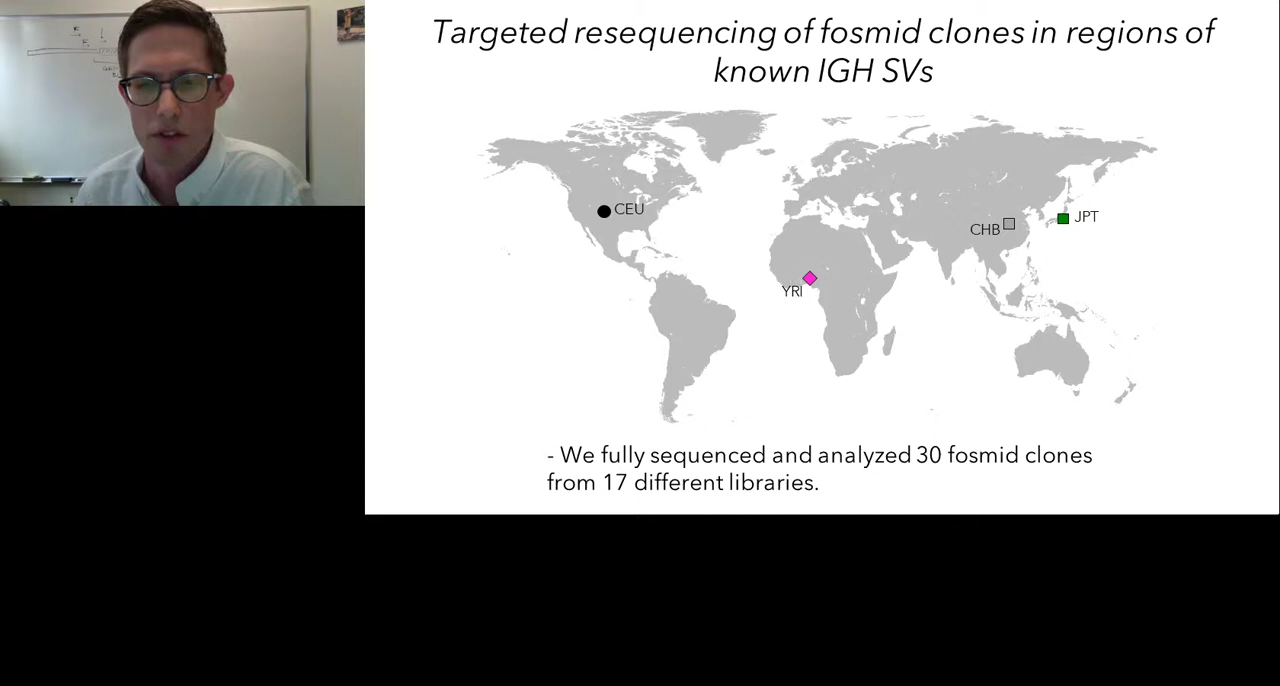 Targeted resequencing of fosmid clones in regions of
known IGH SVs
CEU
CHB
JPT
YRI
- We fully sequenced and analyzed 30 fosmid clones
from 17 different libraries.